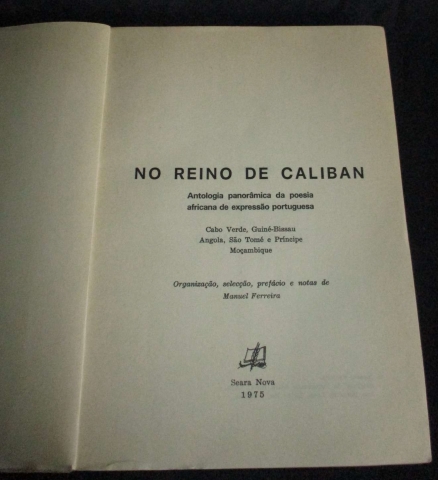 NO REINO DE CALIBAN
Antologia panorâmica da poesia
africana de expressão portuguesa
Cabo Verde, Guiné-Bissau
Angola, São Tomé e Príncipe
Moçambique
Organização, selecção, prefácio e notas de
Manuel Ferreira
Seara Nova
1975